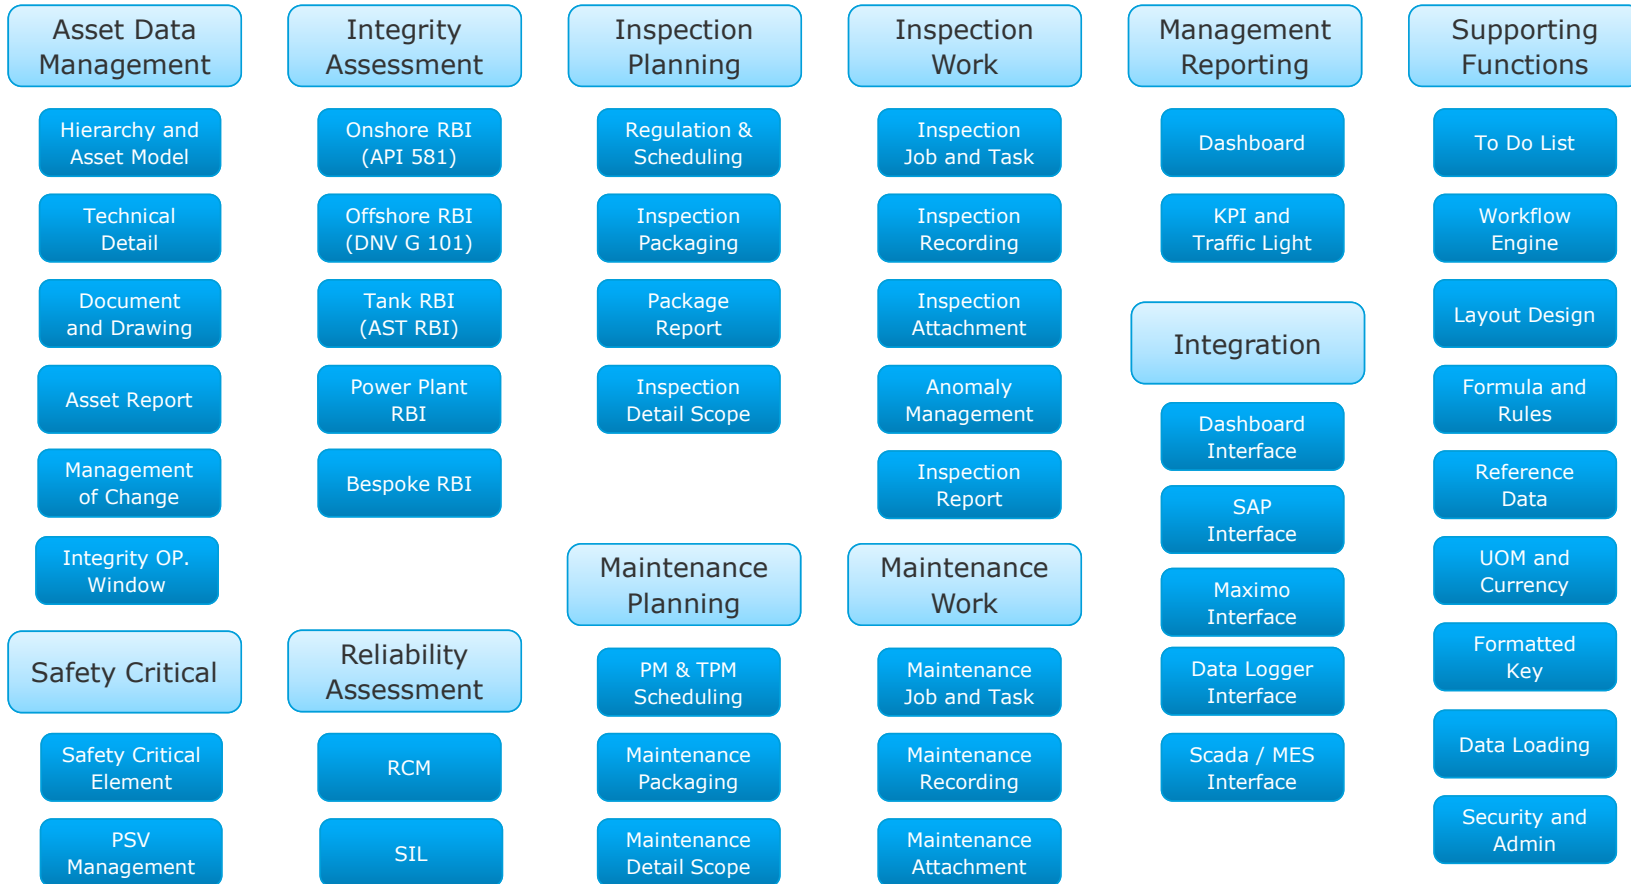 Asset Data
Management
Hierarchy and
Asset Model
Technical
Detail
Document
and Drawing
Asset Report
Management
of Change
Integrity OP.
Window
Safety Critical
Safety Critical
Element
PSV
Management
Integrity
Assessment
Onshore RBI
(API 581)
Offshore RBI
(DNV G 101)
Tank RBI
(AST RBI)
Power Plant
RBI
Bespoke RBI
Reliability
Assessment
RCM
SIL
Inspection
Planning
Regulation &
Scheduling
Inspection
Packaging
Package
Report
Inspection
Detail Scope
Maintenance
Planning
PM & TPM
Scheduling
Maintenance
Packaging
Maintenance
Detail Scope
Inspection
Work
Inspection
Job and Task
Inspection
Recording
Inspection
Attachment
Anomaly
Management
Inspection
Report
Maintenance
Work
Maintenance
Job and Task
Maintenance
Recording
Maintenance
Attachment
Management
Reporting
Dashboard
KPI and
Traffic Light
Integration
Dashboard
Interface
SAP
Interface
Maximo
Interface
Data Logger
Interface
Scada / MES
Interface
Supporting
Functions
To Do List
Workflow
Engine
Layout Design
Formula and
Rules
Reference
Data
UOM and
Currency
Formatted
Key
Data Loading
Security and
Admin